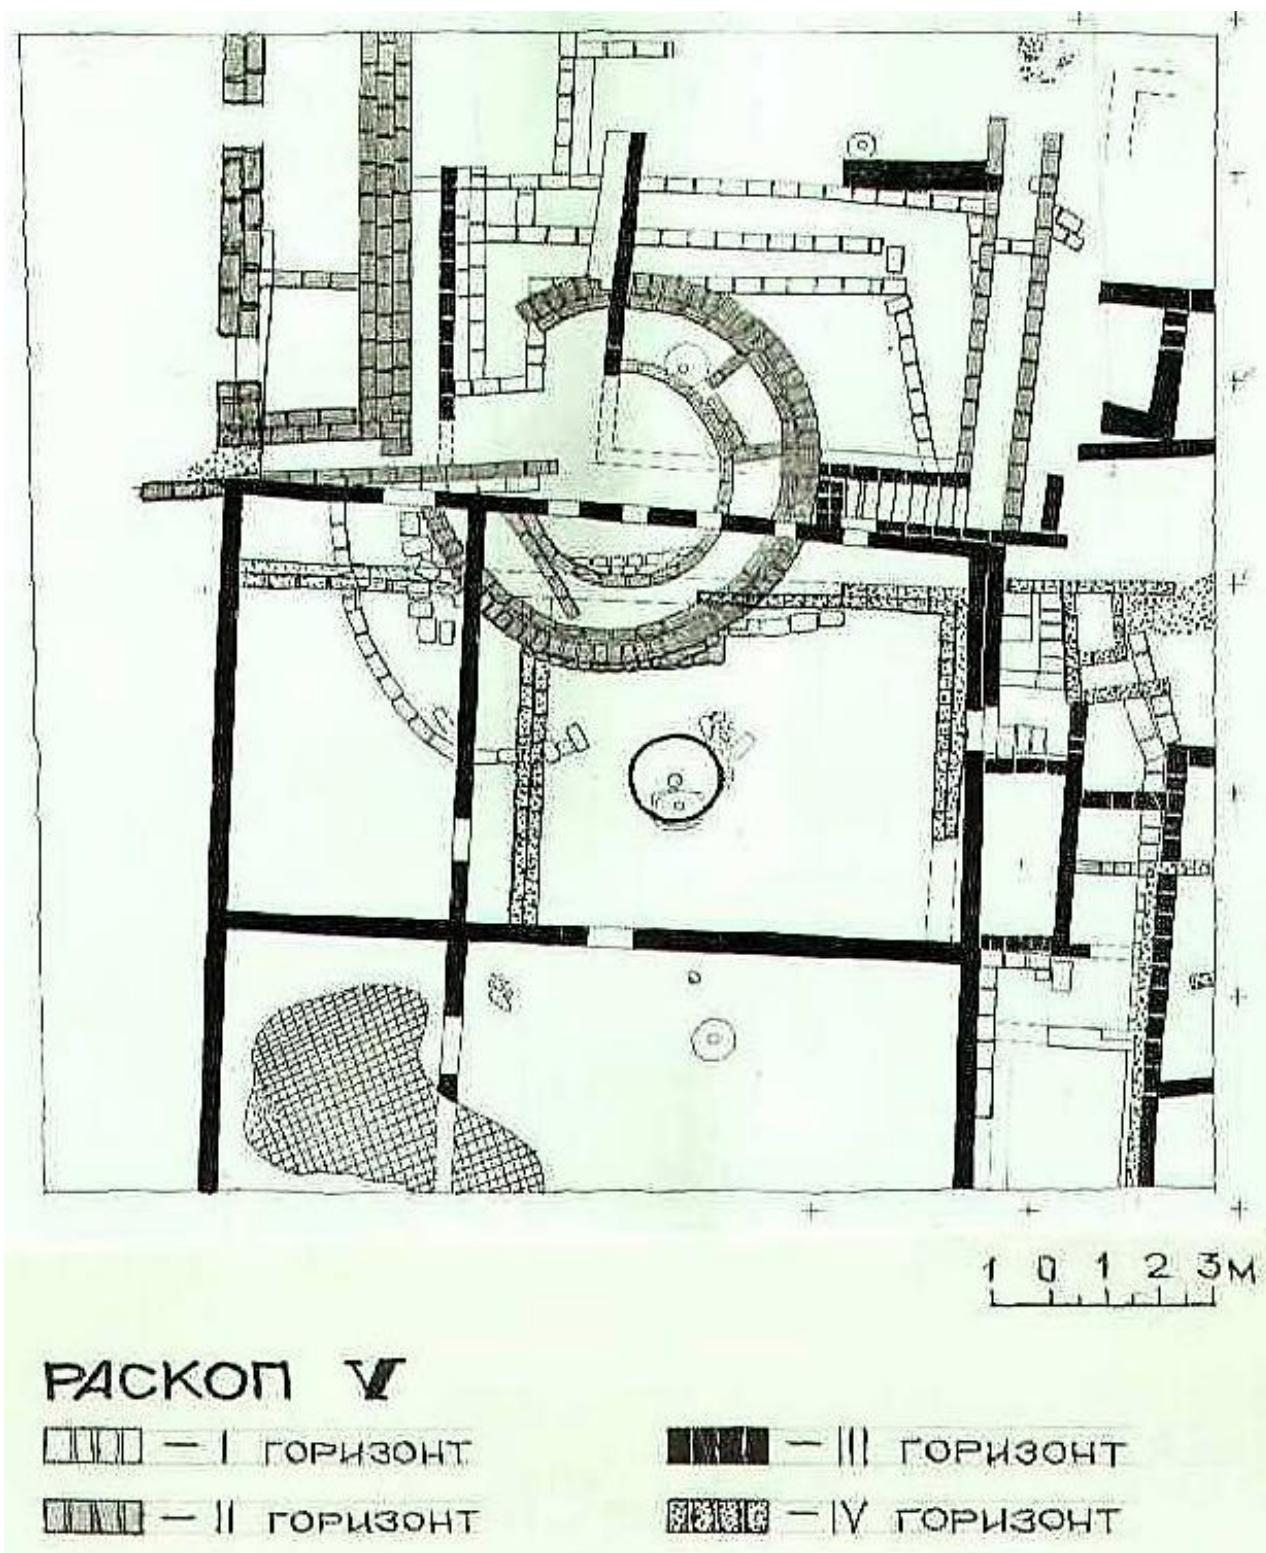 1 0 1 2 3М
РАСКОП V
— I ГОРИЗОНТ
— II ГОРИЗОНТ
— III ГОРИЗОНТ
— IV ГОРИЗОНТ